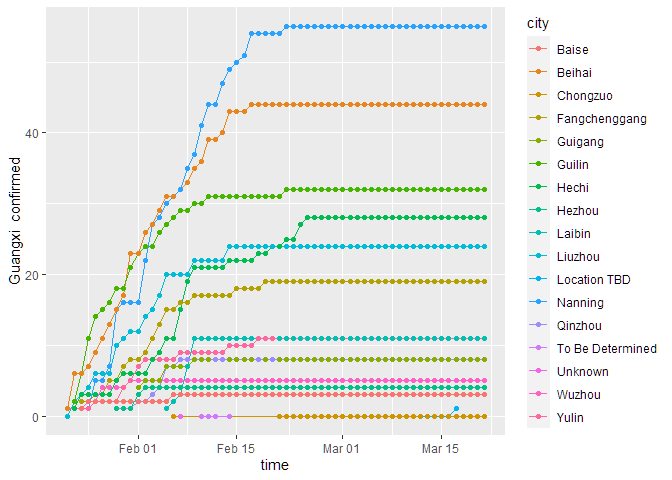 Guangxi confirmed
40
20
0
Feb 01 Feb 15 Mar 01 Mar 15
time
city
Baise
Beihai
Chongzuo
Fangchenggang
Guigang
Guilin
Hechi
Hezhou
Laibin
Liuzhou
Location TBD
Nanning
Qinzhou
To Be Determined
Unknown
Wuzhou
Yulin